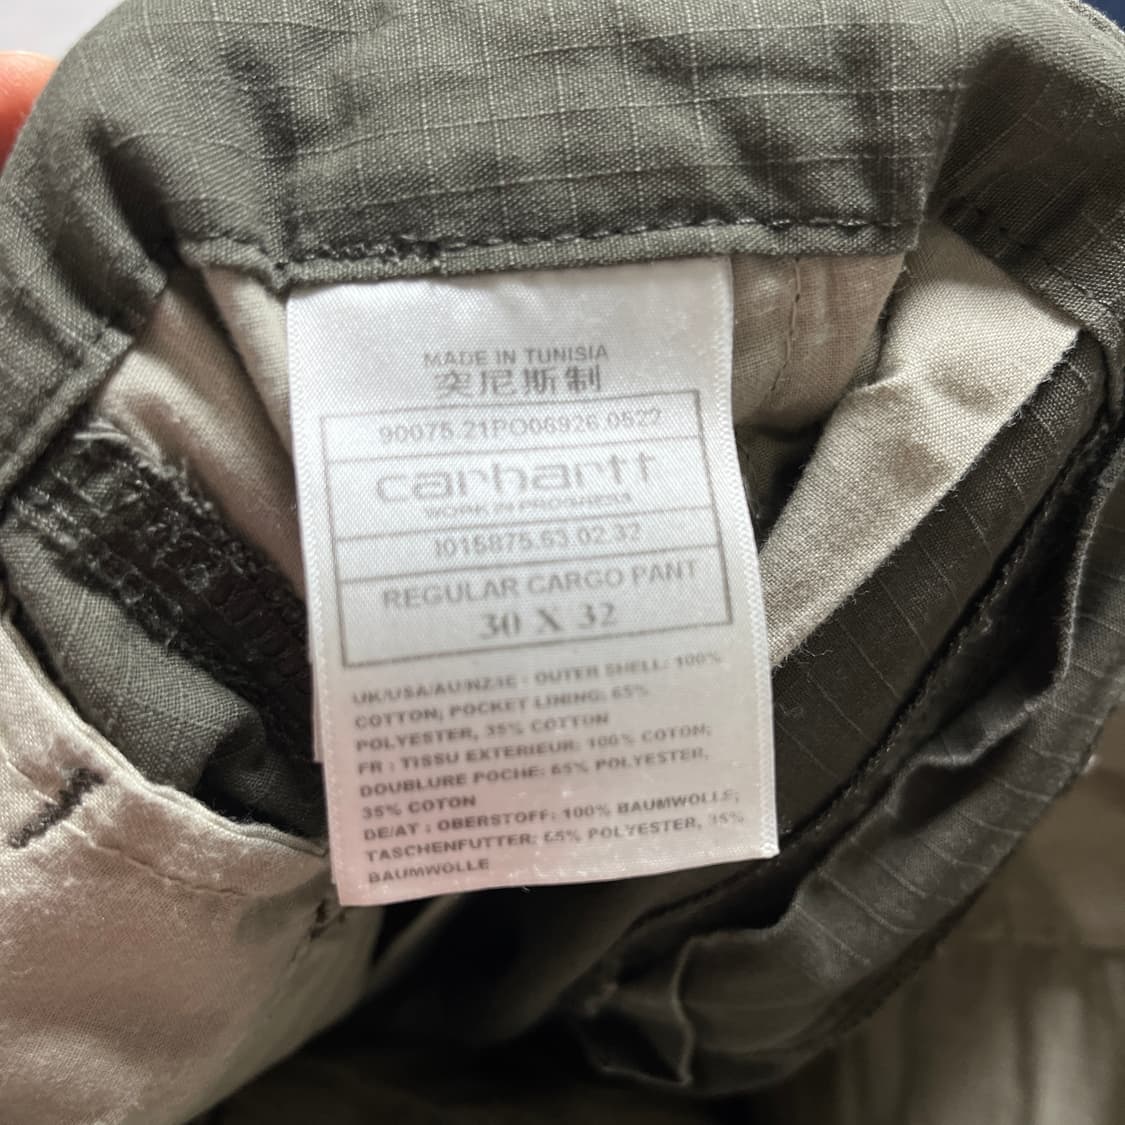 MADE IN TUNISIA
突尼斯制
90075.21PO06926.0522
carhartt
WORK IN PROGRESS
I015875.63.02.32
REGULAR CARGO PANT
30 X 32
UK/USA/AU/NZ/IE : OUTER SHELL: 100%
COTTON; POCKET LINING: 65%
POLYESTER, 35% COTTON
FR : TISSU EXTERIEUR: 100% COTON;
DOUBLURE POCHE: 65% POLYESTER,
35% COTON
DE/AT : OBERSTOFF: 100% BAUMWOLLE;
TASCHENFUTTER: 65% POLYESTER, 35%
BAUMWOLLE